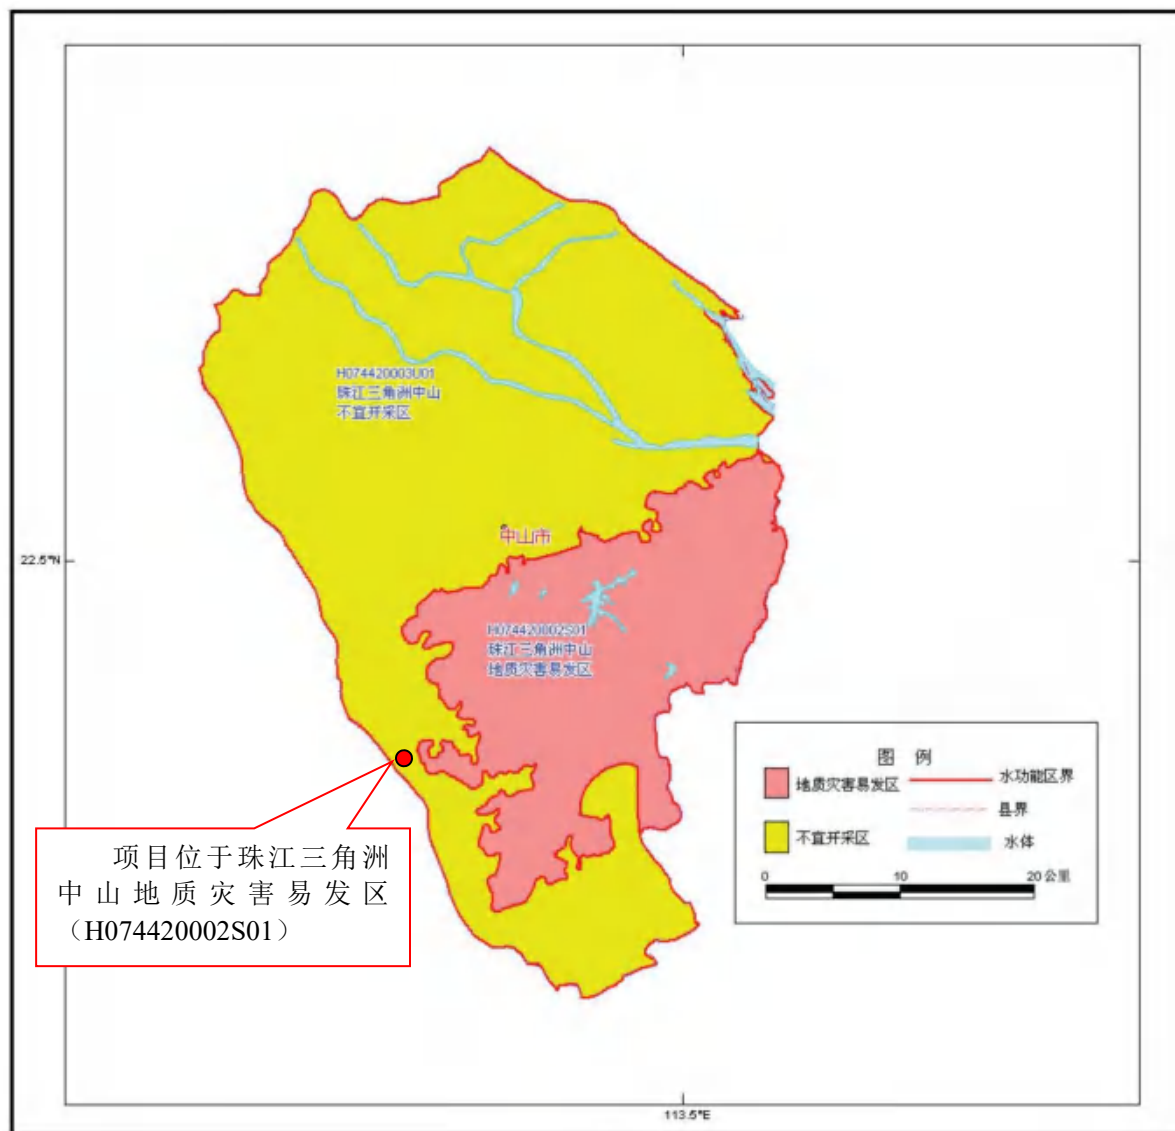 H074420003U01
珠江三角洲中山
不宜开采区
中山市
22.5°N
H074420002S01
珠江三角洲中山
地质灾害易发区
项目位于珠江三角洲
中山地质灾害易发区
（H074420002S01）
图 例
地质灾害易发区
水功能区界
县界
不宜开采区
水体
0 10 20 公里
113.5°E